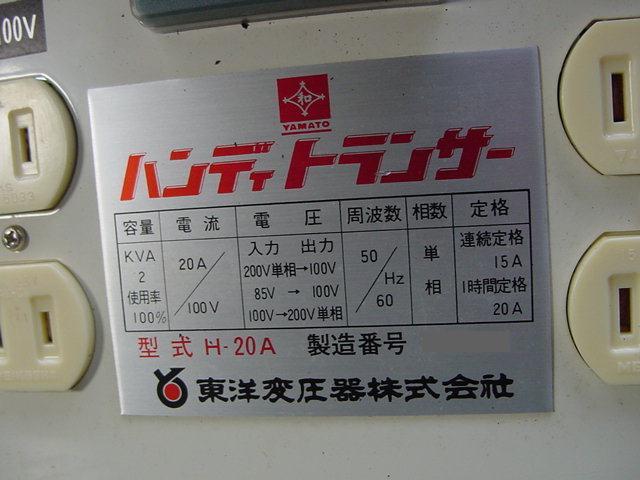 100V
和
YAMATO
ハンディトランサー
容量 電流 電圧 周波数 相数 定格
KVA 2 使用率 100%
20A/100V
入力 出力
200V単相→100V
85V → 100V
100V→200V単相
50/60 Hz
単相
連続定格 15A
1時間定格 20A
型式 H-20A 製造番号
東洋変圧器株式会社